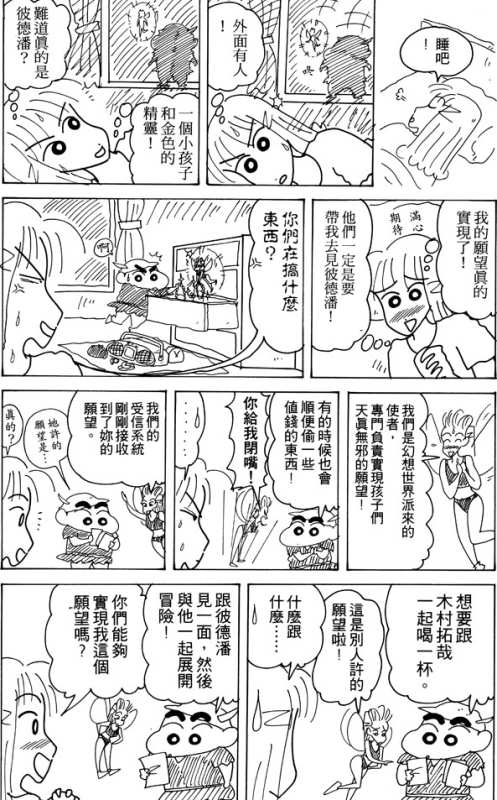 睡吧
！
外面有人
！
一個小孩子
和金色的
精靈！
難道真的是
彼德潘？
我的願望真的
實現了！
滿心
期待
他們一定是要
帶我去見彼德潘！
你們在搞什麼
東西？
啊！
我們是幻想世界派來的
使者，
專門負責實現孩子們
天真無邪的願望！
有的時候也會
順便偷一些
值錢的東西！
你給我閉嘴！
我們的
受信系統
剛剛接收
到了妳的
願望。
她許的
願望是…
真的？
想要跟
木村拓哉
一起喝一杯。
這是別人許的
願望啦！
什麼跟
什麼……
跟彼德潘
見一面，然後
與他一起展開
冒險！
你們能夠
實現我這個
願望嗎？